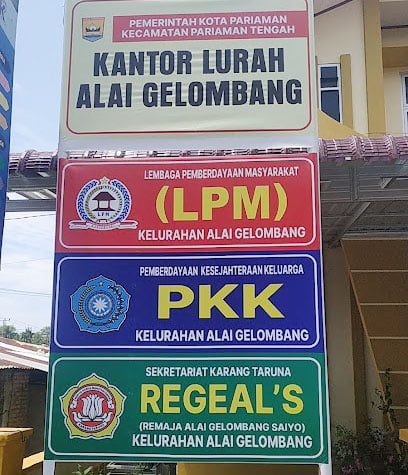 PEMERINTAH KOTA PARIAMAN
KECAMATAN PARIAMAN TENGAH
KANTOR LURAH
ALAI GELOMBANG
LEMBAGA PEMBERDAYAAN MASYARAKAT
(LPM)
KELURAHAN ALAI GELOMBANG
LPM
PEMBERDAYAAN KESEJAHTERAAN KELUARGA
PKK
KELURAHAN ALAI GELOMBANG
SEKRETARIAT KARANG TARUNA
REGEAL'S
(REMAJA ALAI GELOMBANG SAIYO)
KELURAHAN ALAI GELOMBANG